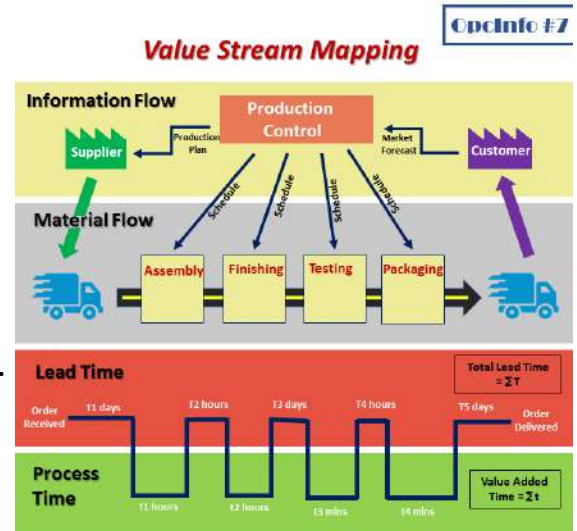 OpcInfo #7
Value Stream Mapping
Information Flow
Production
Control
Supplier
Production
Plan
Market
Forecast
Customer
Schedule
Schedule
Schedule
Schedule
Material Flow
Assembly
Finishing
Testing
Packaging
Lead Time
Total Lead Time
= ΣT
Order
Received
T1 days
T2 hours
T3 days
T4 hours
T5 days
Order
Delivered
Process
Time
t1 hours
t2 hours
t3 mins
t4 mins
Value Added
Time = Σt